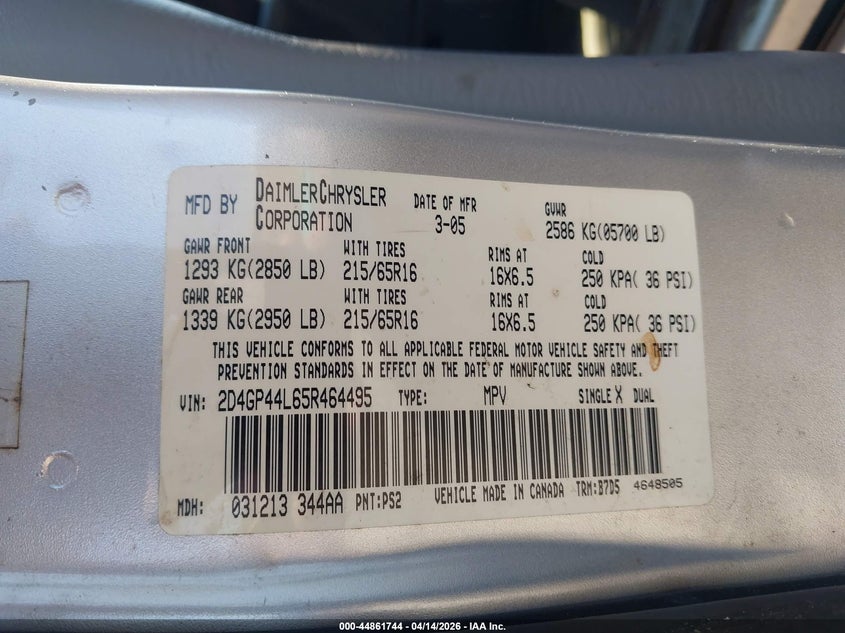 MFD BY DAIMLERCHRYSLER CORPORATION DATE OF MFR 3-05 GVWR 2586 KG(05700 LB)
GAWR FRONT WITH TIRES RIMS AT COLD
1293 KG(2850 LB) 215/65R16 16X6.5 250 KPA( 36 PSI)
GAWR REAR WITH TIRES RIMS AT COLD
1339 KG(2950 LB) 215/65R16 16X6.5 250 KPA( 36 PSI)
THIS VEHICLE CONFORMS TO ALL APPLICABLE FEDERAL MOTOR VEHICLE SAFETY AND THEFT
PREVENTION STANDARDS IN EFFECT ON THE DATE OF MANUFACTURE SHOWN ABOVE.
VIN: 2D4GP44L65R464495 TYPE: MPV SINGLE X DUAL
MDH: 031213 344AA PNT:PS2 VEHICLE MADE IN CANADA TRM:B7D5 4648505
000-44861744 - 04/14/2026 - IAA Inc.